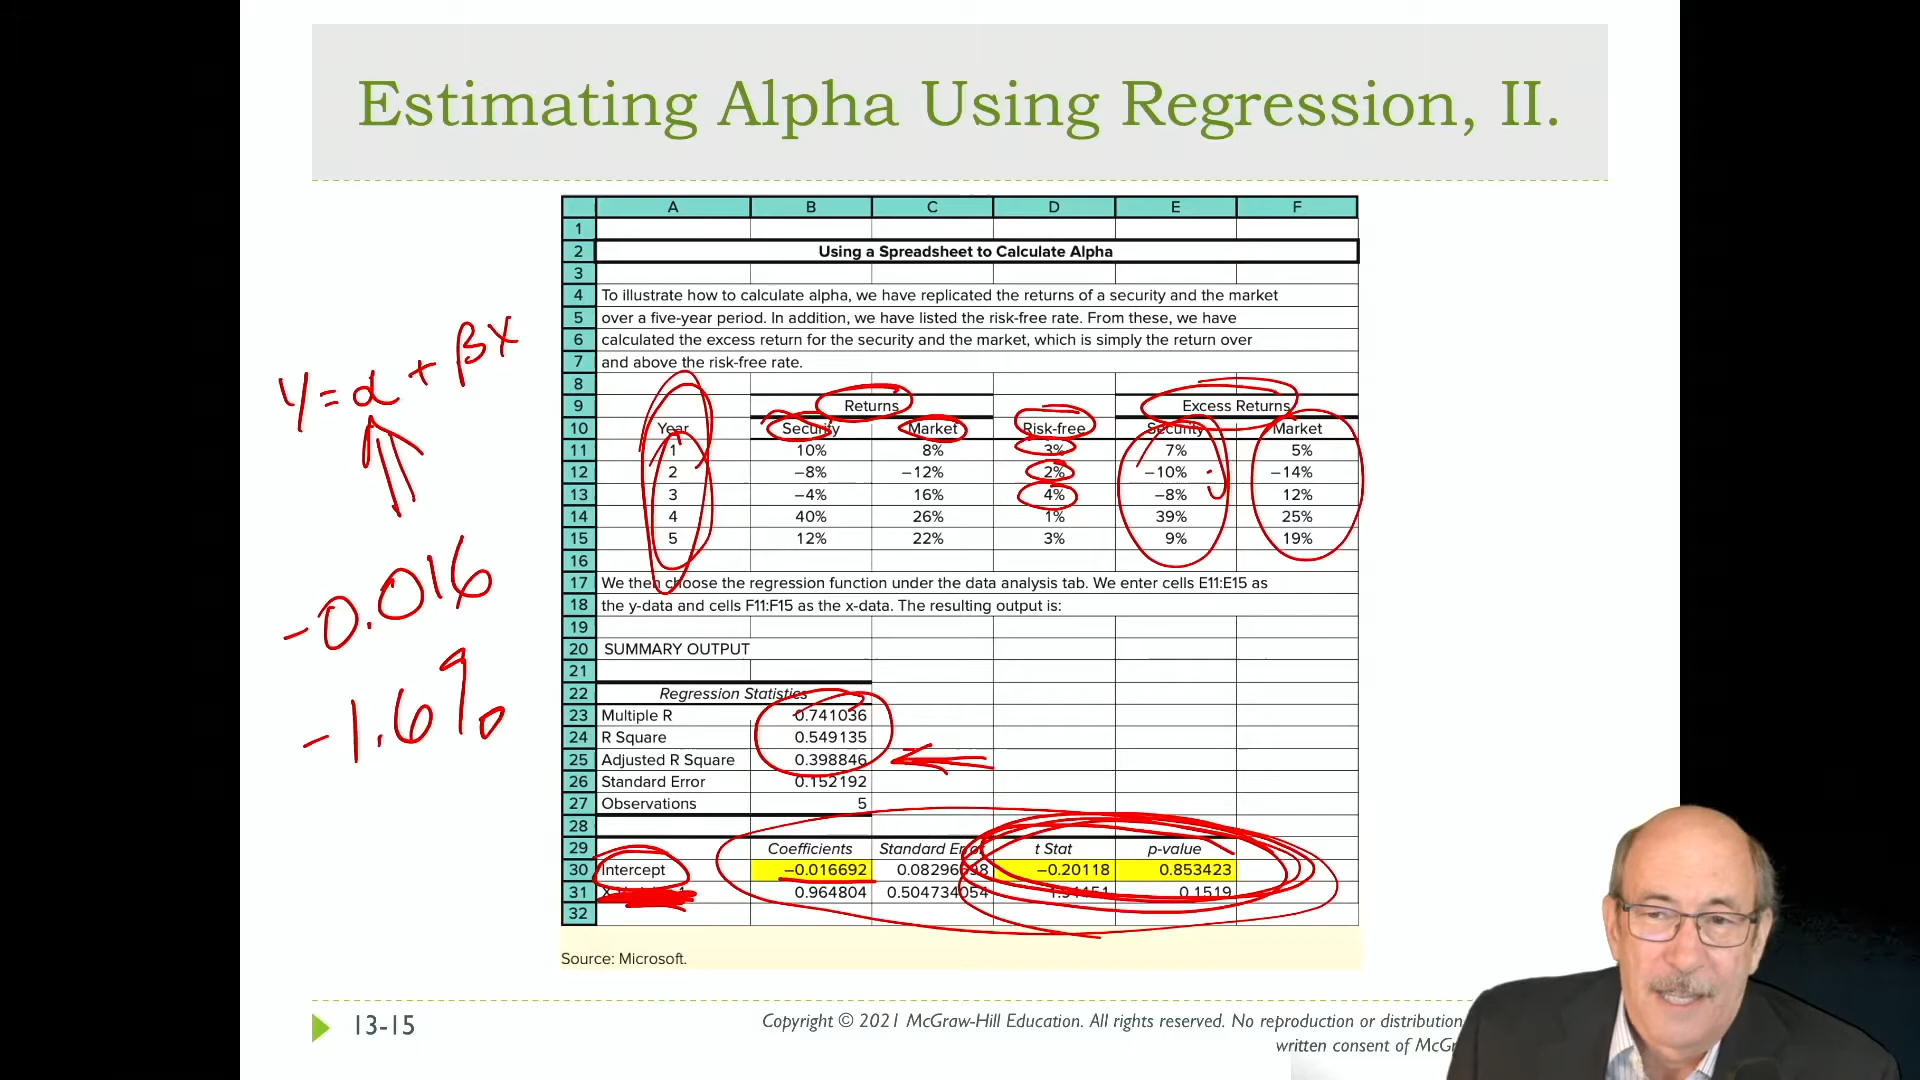 Estimating Alpha Using Regression, II.
A B C D E F
1
2 Using a Spreadsheet to Calculate Alpha
3
4 To illustrate how to calculate alpha, we have replicated the returns of a security and the market
5 over a five-year period. In addition, we have listed the risk-free rate. From these, we have
6 calculated the excess return for the security and the market, which is simply the return over
7 and above the risk-free rate.
8
9 Returns Excess Returns
10 Year Security Market Risk-free Security Market
11 1 10% 8% 3% 7% 5%
12 2 −8% −12% 2% −10% −14%
13 3 −4% 16% 4% −8% 12%
14 4 40% 26% 1% 39% 25%
15 5 12% 22% 3% 9% 19%
16
17 We then choose the regression function under the data analysis tab. We enter cells E11:E15 as
18 the y-data and cells F11:F15 as the x-data. The resulting output is:
19
20 SUMMARY OUTPUT
21
22 Regression Statistics
23 Multiple R 0.741036
24 R Square 0.549135
25 Adjusted R Square 0.398846
26 Standard Error 0.152192
27 Observations 5
28
29 Coefficients Standard Error t Stat p-value
30 Intercept −0.016692 −0.20118 0.853423
31 0.964804 0.504734054 0.1519
32
Source: Microsoft.
y = α + βx
-0.016
-1.6%
13-15
Copyright © 2021 McGraw-Hill Education. All rights reserved. No reproduction or distribution
written consent of McGr